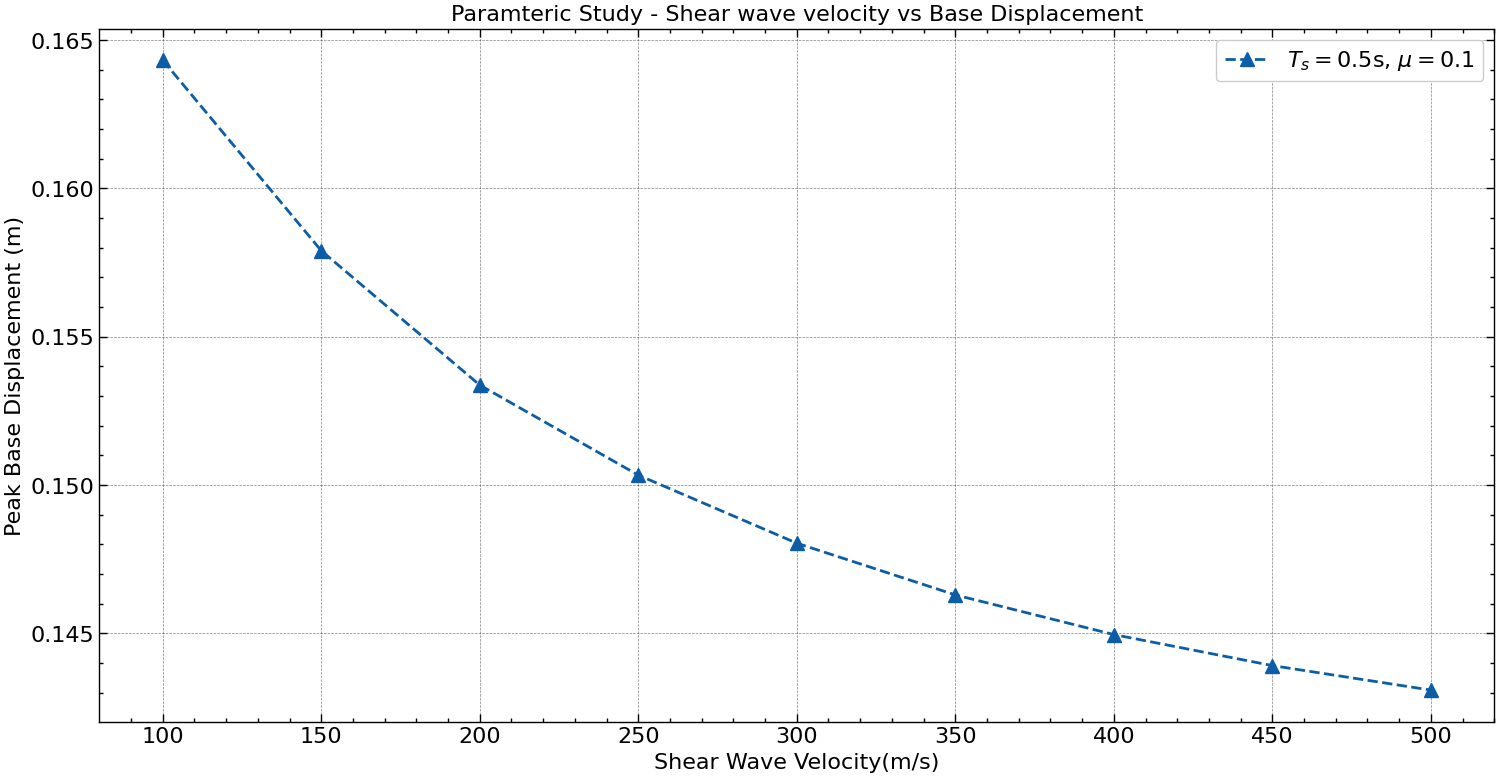 Paramteric Study - Shear wave velocity vs Base Displacement
T_s = 0.5s, μ = 0.1
Peak Base Displacement (m)
0.165
0.160
0.155
0.150
0.145
100 150 200 250 300 350 400 450 500
Shear Wave Velocity(m/s)